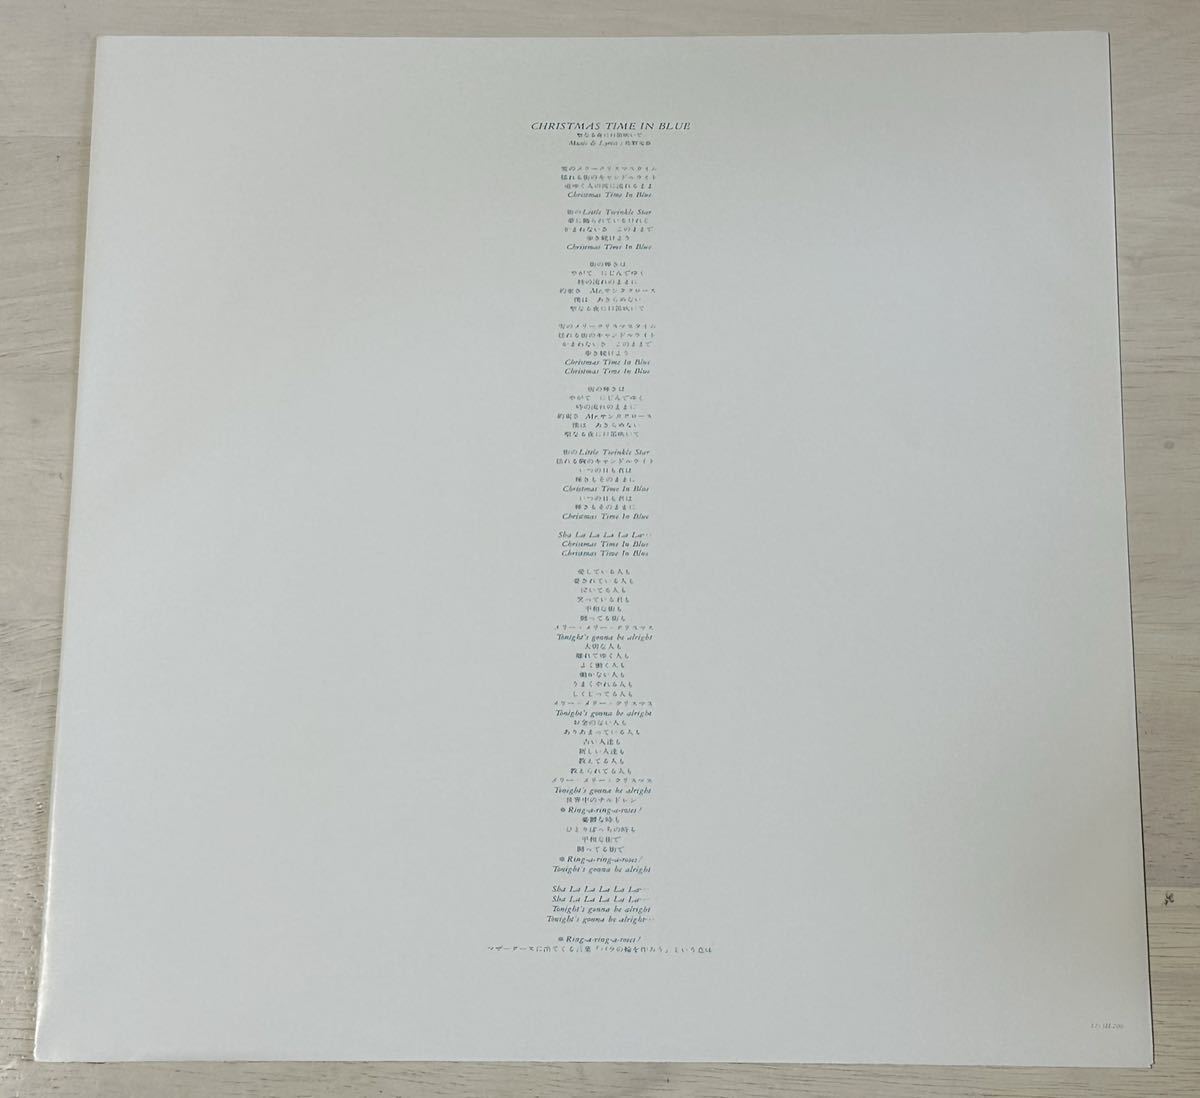 CHRISTMAS TIME IN BLUE
聖なる夜に口笛吹いて
Music & Lyrics : 佐野元春
雪のメリークリスマスタイム
揺れる街のキャンドルライト
道ゆく人の波に流れるまま
Christmas Time In Blue
街のLittle Twinkle Star
夢に飾られているけれど
かまわないさ このままで
歩き続けよう
Christmas Time In Blue
街の輝きは
やがて にじんでゆく
時の流れのままに
約束さ Mr.サンタクロース
僕は あきらめない
聖なる夜に口笛吹いて
雪のメリークリスマスタイム
揺れる街のキャンドルライト
かまわないさ このままで
歩き続けよう
Christmas Time In Blue
Christmas Time In Blue
街の輝きは
やがて にじんでゆく
時の流れのままに
約束さ Mr.サンタクロース
僕は あきらめない
聖なる夜に口笛吹いて
街のLittle Twinkle Star
揺れる胸のキャンドルライト
いつの日も君は
輝きもそのままに
Christmas Time In Blue
いつの日も君は
輝きもそのままに
Christmas Time In Blue
Sha La La La La La…
Christmas Time In Blue
Christmas Time In Blue
愛している人も
愛されている人も
泣いてる人も
笑っている君も
平和な街も
闘ってる街も
メリー・メリー・クリスマス
Tonight's gonna be alright
大切な人も
離れてゆく人も
よく働く人も
働かない人も
うまくやれる人も
しくじってる人も
メリー・メリー・クリスマス
Tonight's gonna be alright
お金のない人も
ありあまっている人も
古い人達も
新しい人達も
教えてる人も
教えられてる人も
メリー・メリー・クリスマス
Tonight's gonna be alright
世界中のチルドレン
※Ring-a-ring-a-roses!
憂鬱な時も
ひとりぼっちの時も
平和な街で
闘ってる街で
※Ring-a-ring-a-roses!
Tonight's gonna be alright
Sha La La La La La…
Sha La La La La La…
Tonight's gonna be alright
Tonight's gonna be alright…
※Ring-a-ring-a-roses!
マザーグースに出てくる言葉「バラの輪を作ろう」という意味